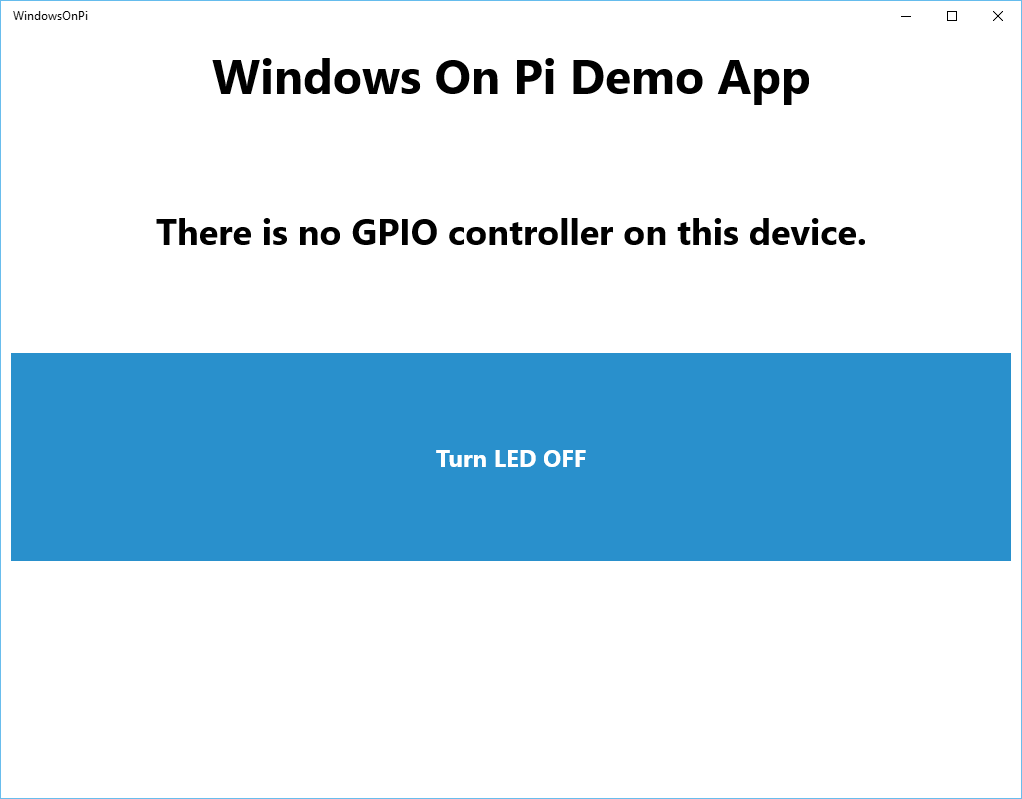 WindowsOnPi
Windows On Pi Demo App
There is no GPIO controller on this device.
Turn LED OFF